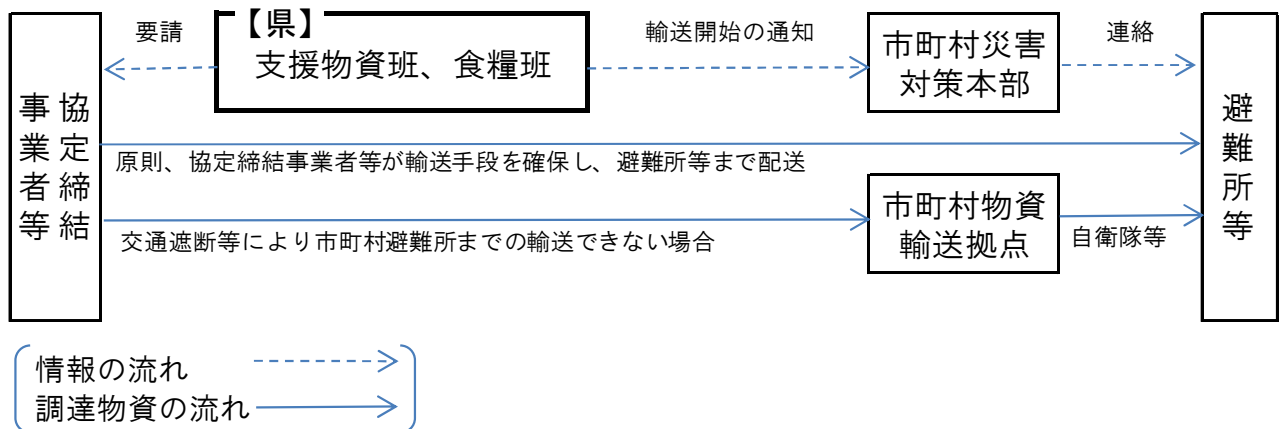 要請
【県】
支援物資班、食糧班
輸送開始の通知
市町村災害
対策本部
連絡
協定締結
事業者等
避難所等
原則、協定締結事業者等が輸送手段を確保し、避難所等まで配送
市町村物資
輸送拠点
交通遮断等により市町村避難所までの輸送できない場合
自衛隊等
情報の流れ
調達物資の流れ